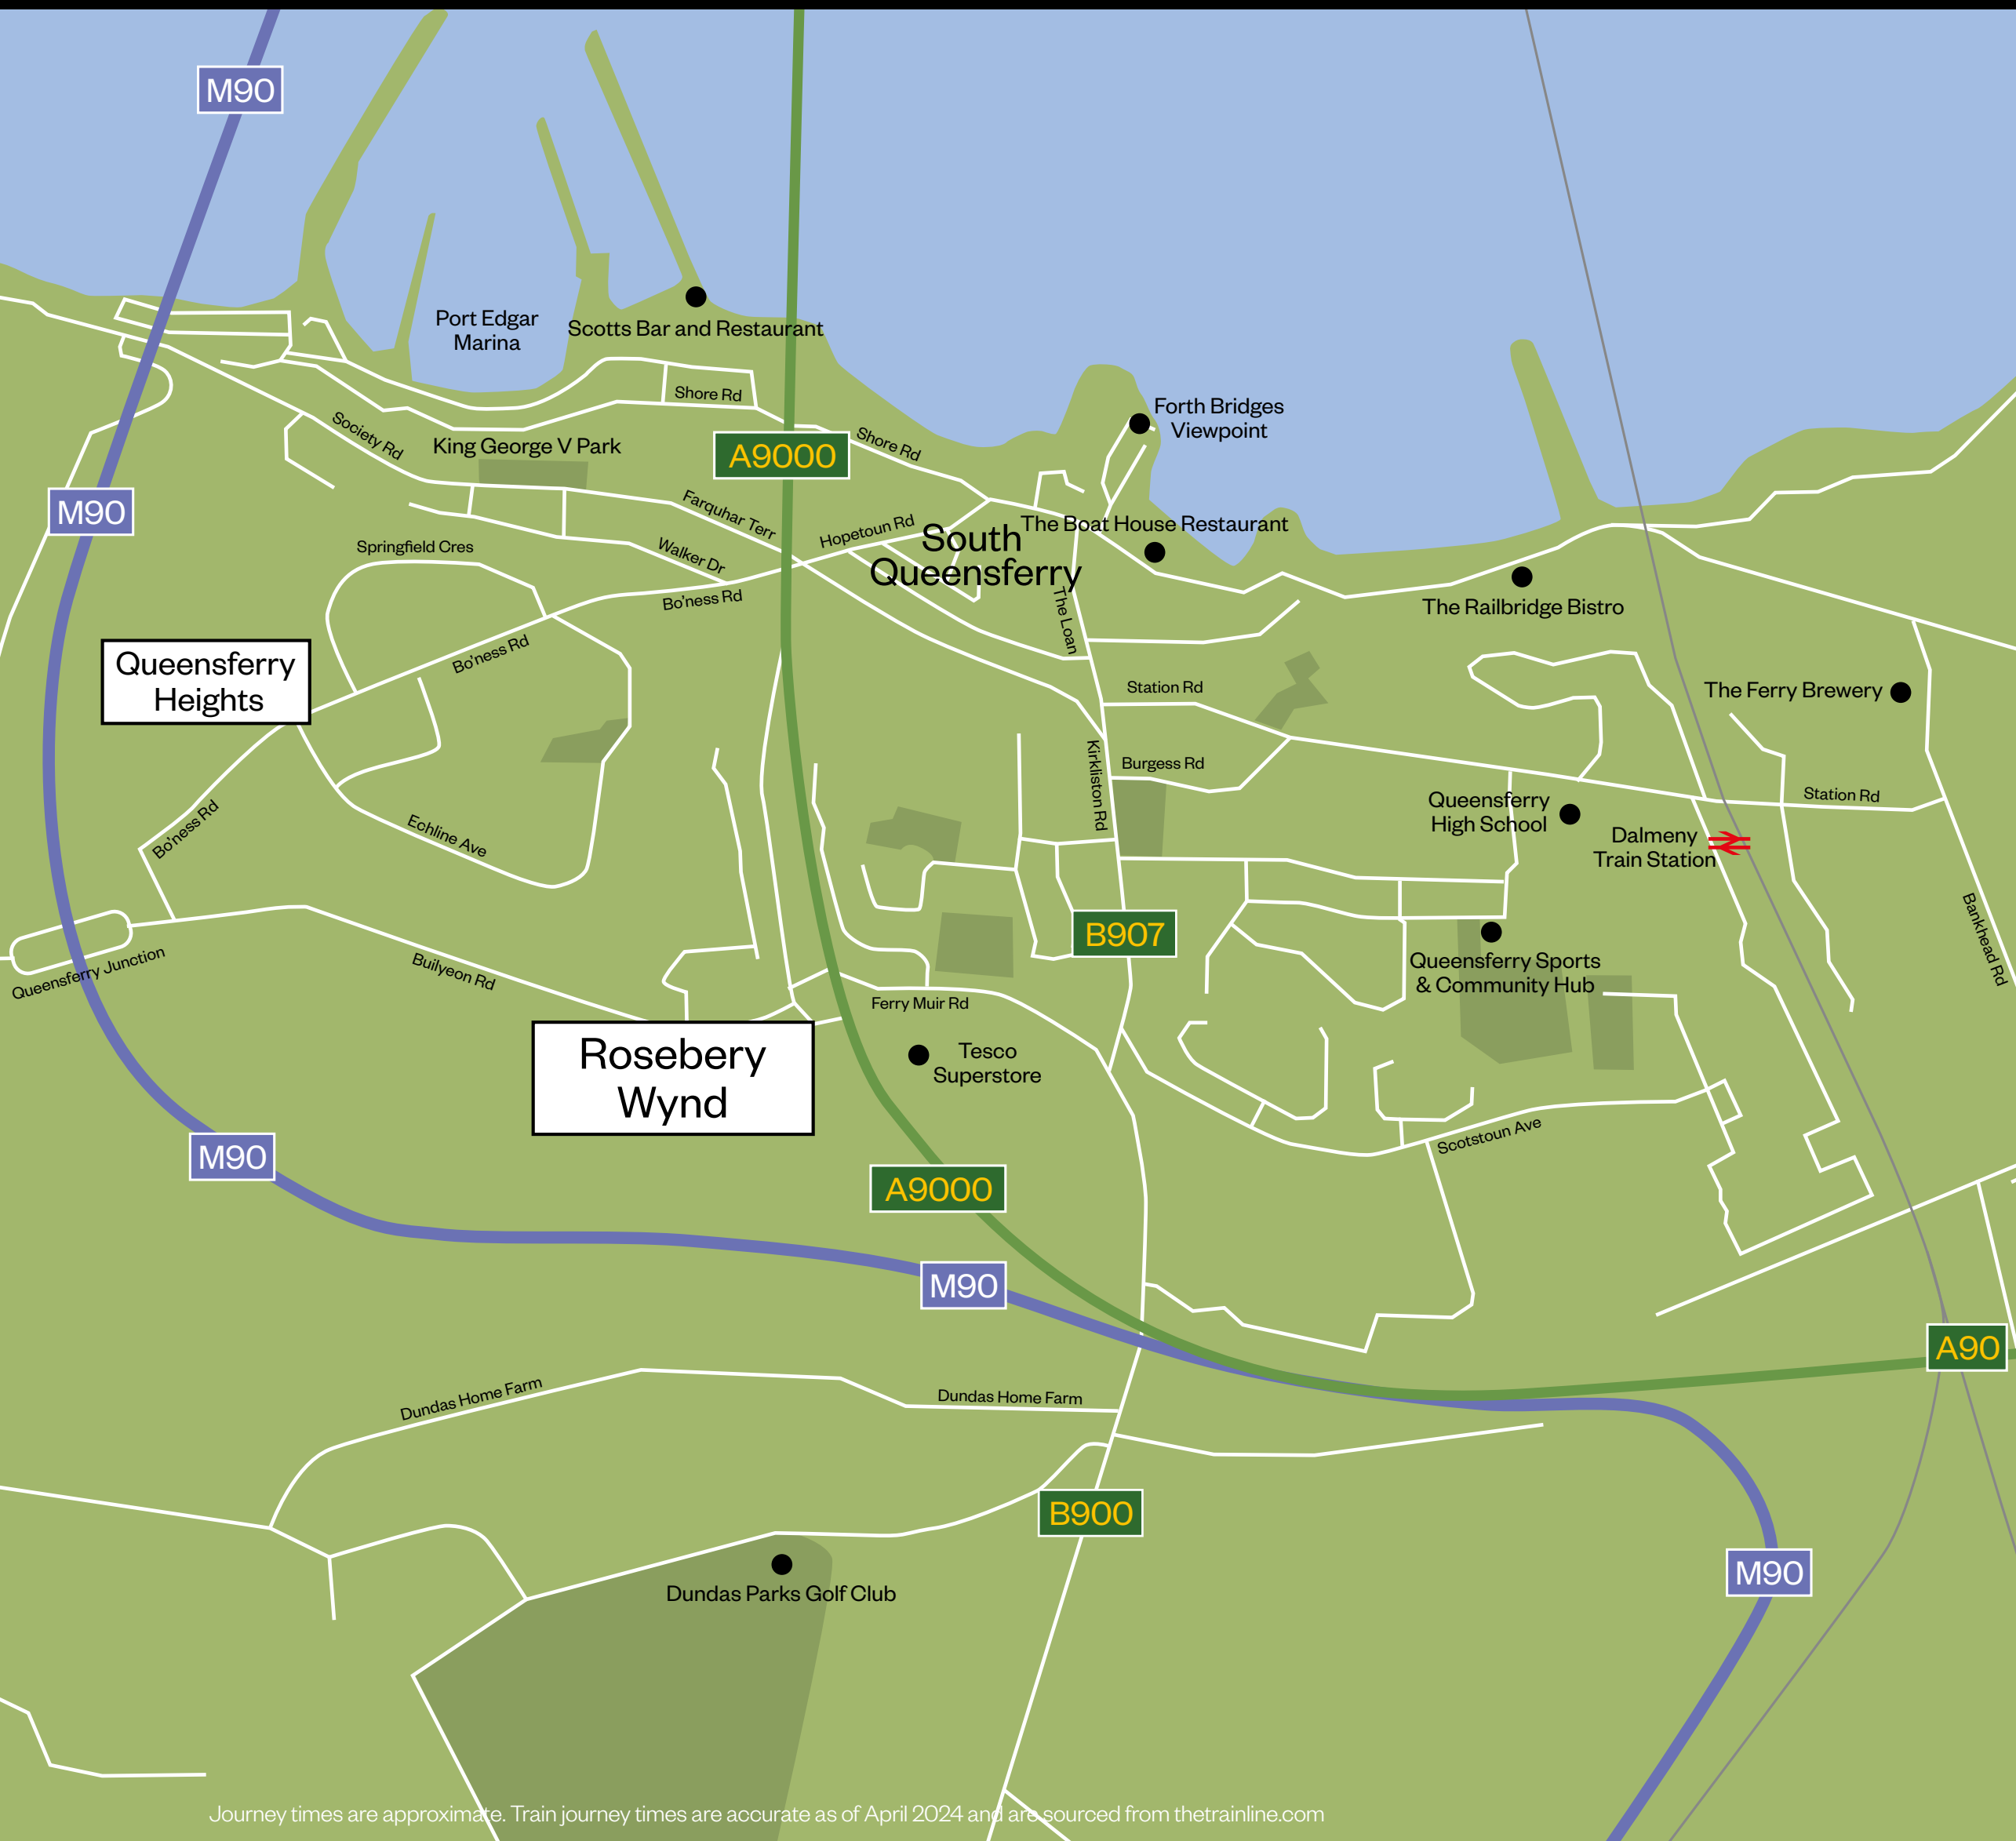 M90
Port Edgar
Marina
Scotts Bar and Restaurant
Shore Rd
Forth Bridges
Viewpoint
Society Rd
King George V Park
A9000
Shore Rd
M90
Farquhar Terr
Hopetoun Rd
The Boat House Restaurant
South
Queensferry
Springfield Cres
Walker Dr
Bo'ness Rd
The Loan
The Railbridge Bistro
Queensferry
Heights
Bo'ness Rd
Station Rd
The Ferry Brewery
Kirkliston Rd
Burgess Rd
Queensferry
High School
Station Rd
Bo'ness Rd
Echline Ave
Dalmeny
Train Station
B907
Bankhead Rd
Queensferry Junction
Builyeon Rd
Queensferry Sports
& Community Hub
Ferry Muir Rd
Rosebery
Wynd
Tesco
Superstore
M90
Scotstoun Ave
A9000
M90
A90
Dundas Home Farm
Dundas Home Farm
B900
M90
Dundas Parks Golf Club
Journey times are approximate. Train journey times are accurate as of April 2024 and are sourced from thetrainline.com